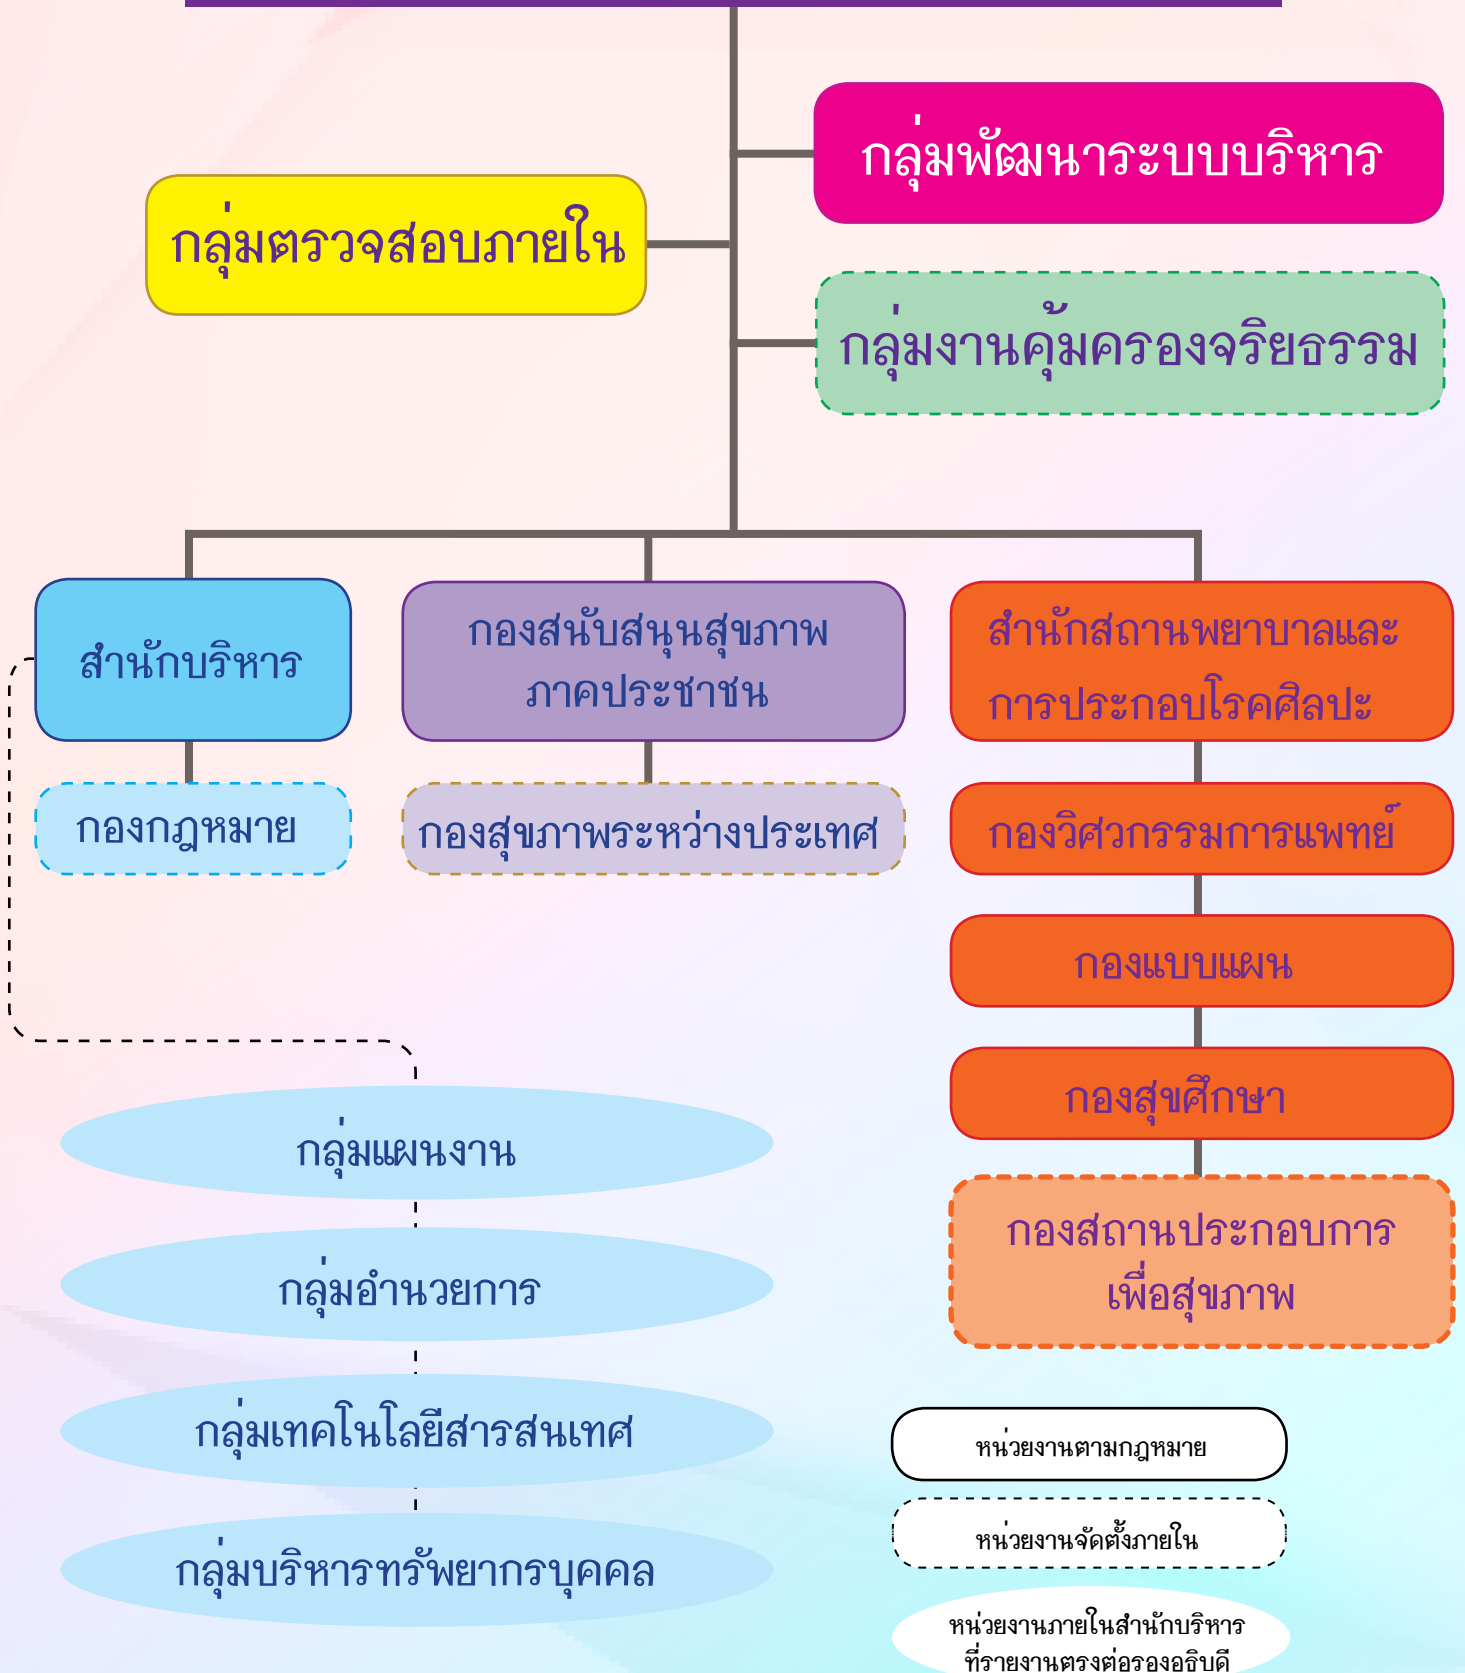 กลุ่มพัฒนาระบบบริหาร
กลุ่มตรวจสอบภายใน
กลุ่มงานคุ้มครองจริยธรรม
สำนักบริหาร
กองสนับสนุนสุขภาพ
ภาคประชาชน
สำนักสถานพยาบาลและ
การประกอบโรคศิลปะ
กองกฎหมาย
กองสุขภาพระหว่างประเทศ
กองวิศวกรรมการแพทย์
กองแบบแผน
กองสุขศึกษา
กองสถานประกอบการ
เพื่อสุขภาพ
กลุ่มแผนงาน
กลุ่มอำนวยการ
กลุ่มเทคโนโลยีสารสนเทศ
กลุ่มบริหารทรัพยากรบุคคล
หน่วยงานตามกฎหมาย
หน่วยงานจัดตั้งภายใน
หน่วยงานภายในสำนักบริหาร
ที่รายงานตรงต่อรองอธิบดี